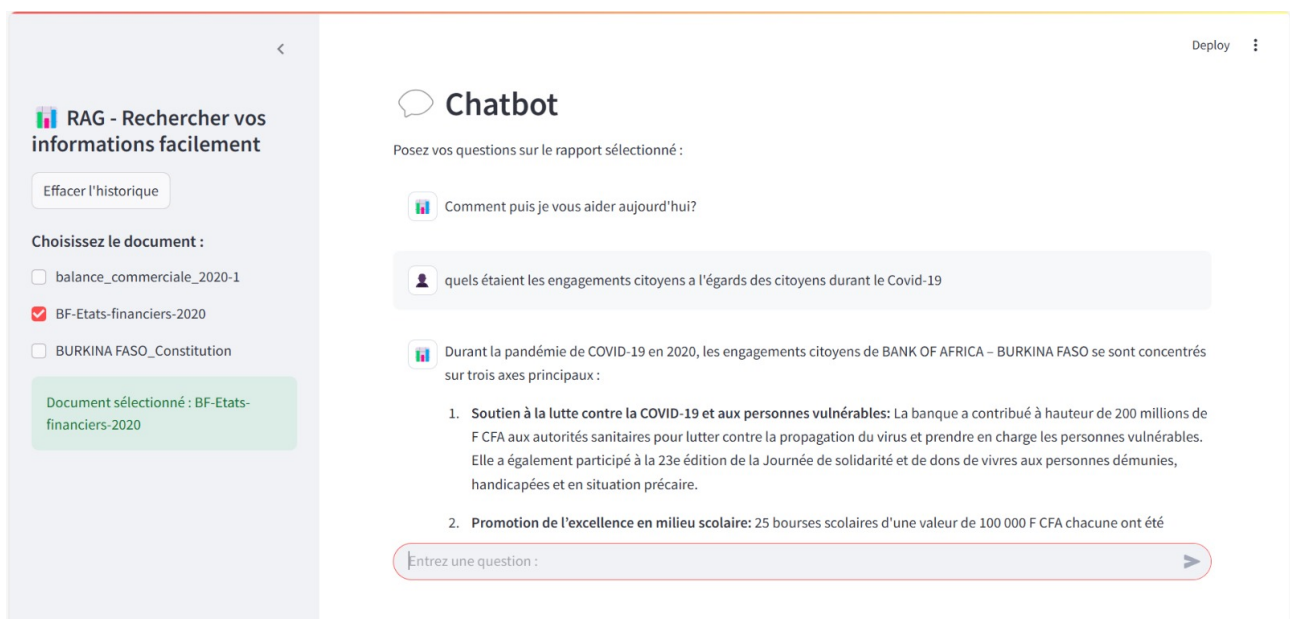 Deploy
RAG - Rechercher vos
informations facilement
Effacer l'historique
Choisissez le document :
balance_commerciale_2020-1
BF-Etats-financiers-2020
BURKINA FASO_Constitution
Document sélectionné : BF-Etats-
financiers-2020
Chatbot
Posez vos questions sur le rapport sélectionné :
Comment puis je vous aider aujourd'hui?
quels étaient les engagements citoyens a l'égards des citoyens durant le Covid-19
Durant la pandémie de COVID-19 en 2020, les engagements citoyens de BANK OF AFRICA – BURKINA FASO se sont concentrés
sur trois axes principaux :
1. Soutien à la lutte contre la COVID-19 et aux personnes vulnérables: La banque a contribué à hauteur de 200 millions de
F CFA aux autorités sanitaires pour lutter contre la propagation du virus et prendre en charge les personnes vulnérables.
Elle a également participé à la 23e édition de la Journée de solidarité et de dons de vivres aux personnes démunies,
handicapées et en situation précaire.
2. Promotion de l’excellence en milieu scolaire: 25 bourses scolaires d'une valeur de 100 000 F CFA chacune ont été
Entrez une question :